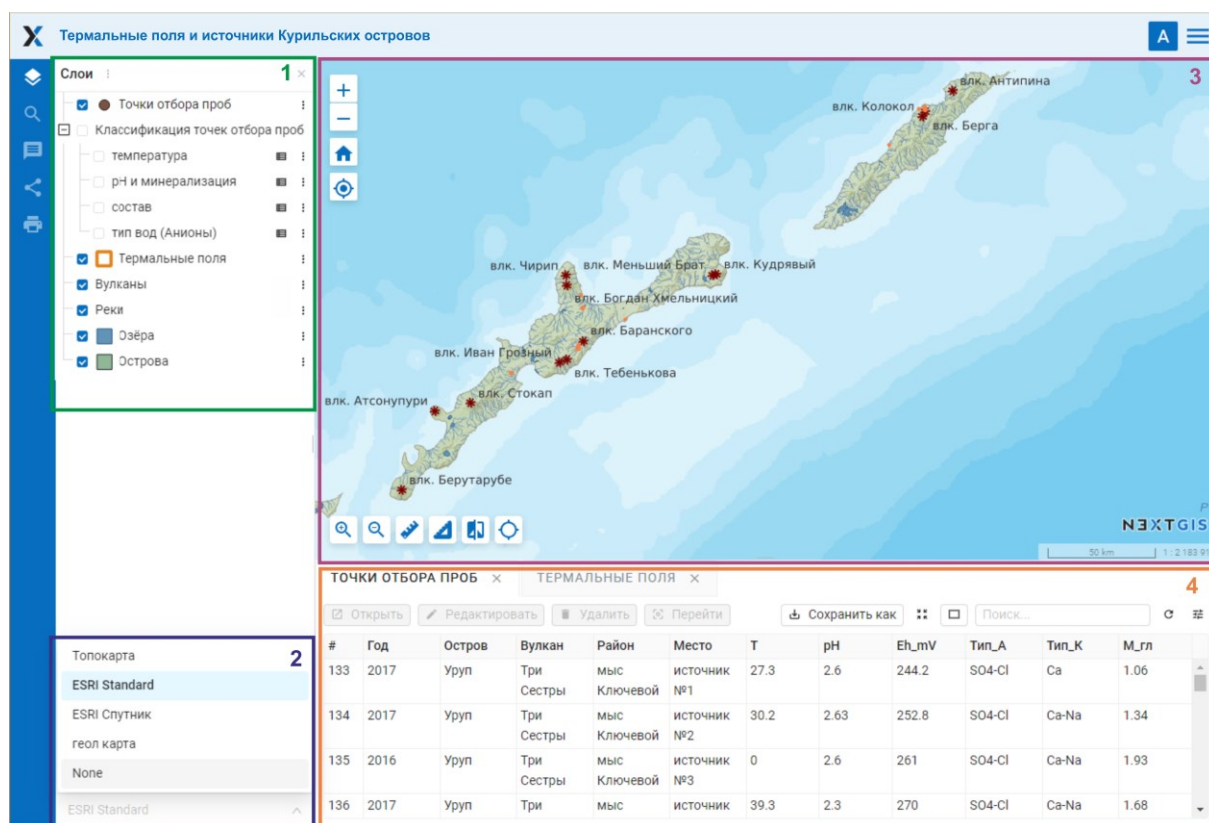 Термальные поля и источники Курильских островов
A
Слои
1
Точки отбора проб
Классификация точек отбора проб
температура
pH и минерализация
состав
тип вод (Анионы)
Термальные поля
Вулканы
Реки
Озёра
Острова
3
влк. Антипина
влк. Колокол
влк. Берга
влк. Чирип
влк. Меньший Брат
влк. Кудрявый
влк. Богдан Хмельницкий
влк. Баранского
влк. Иван Грозный
влк. Тебенькова
влк. Стокап
влк. Атсонупури
влк. Берутарубе
NEXTGIS
50 km
1 : 2 183 91
2
Топокарта
ESRI Standard
ESRI Спутник
геол карта
None
ESRI Standard
4
ТОЧКИ ОТБОРА ПРОБ ×
ТЕРМАЛЬНЫЕ ПОЛЯ ×
Открыть
Редактировать
Удалить
Перейти
Сохранить как
Поиск...
# Год Остров Вулкан Район Место T pH Eh_mV Тип_А Тип_К М_гл
133 2017 Уруп Три мыс источник 27.3 2.6 244.2 SO4-Cl Ca 1.06
Сестры Ключевой №1
134 2017 Уруп Три мыс источник 30.2 2.63 252.8 SO4-Cl Ca-Na 1.34
Сестры Ключевой №2
135 2016 Уруп Три мыс источник 0 2.6 261 SO4-Cl Ca-Na 1.93
Сестры Ключевой №3
136 2017 Уруп Три мыс источник 39.3 2.3 270 SO4-Cl Ca-Na 1.68